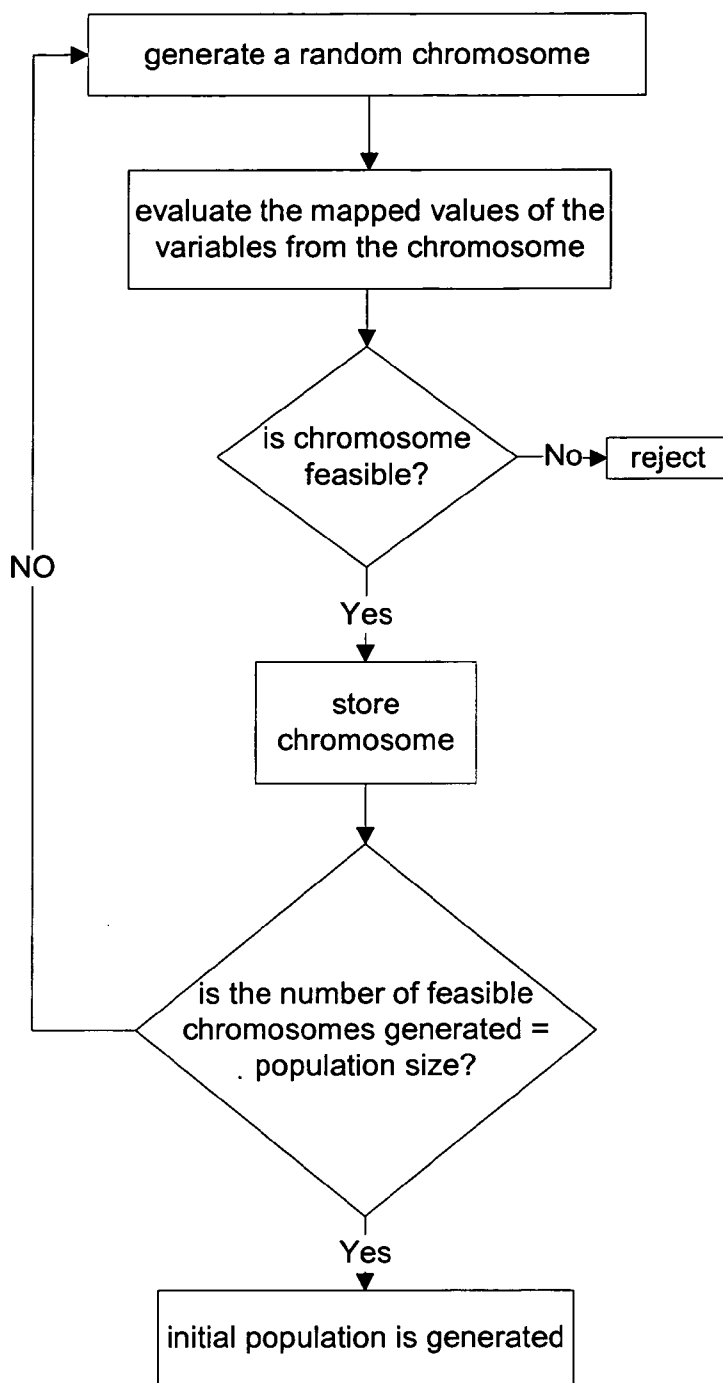 generate a random chromosome
evaluate the mapped values of the
variables from the chromosome
is chromosome
feasible?
No
reject
NO
Yes
store
chromosome
is the number of feasible
chromosomes generated =
population size?
Yes
initial population is generated